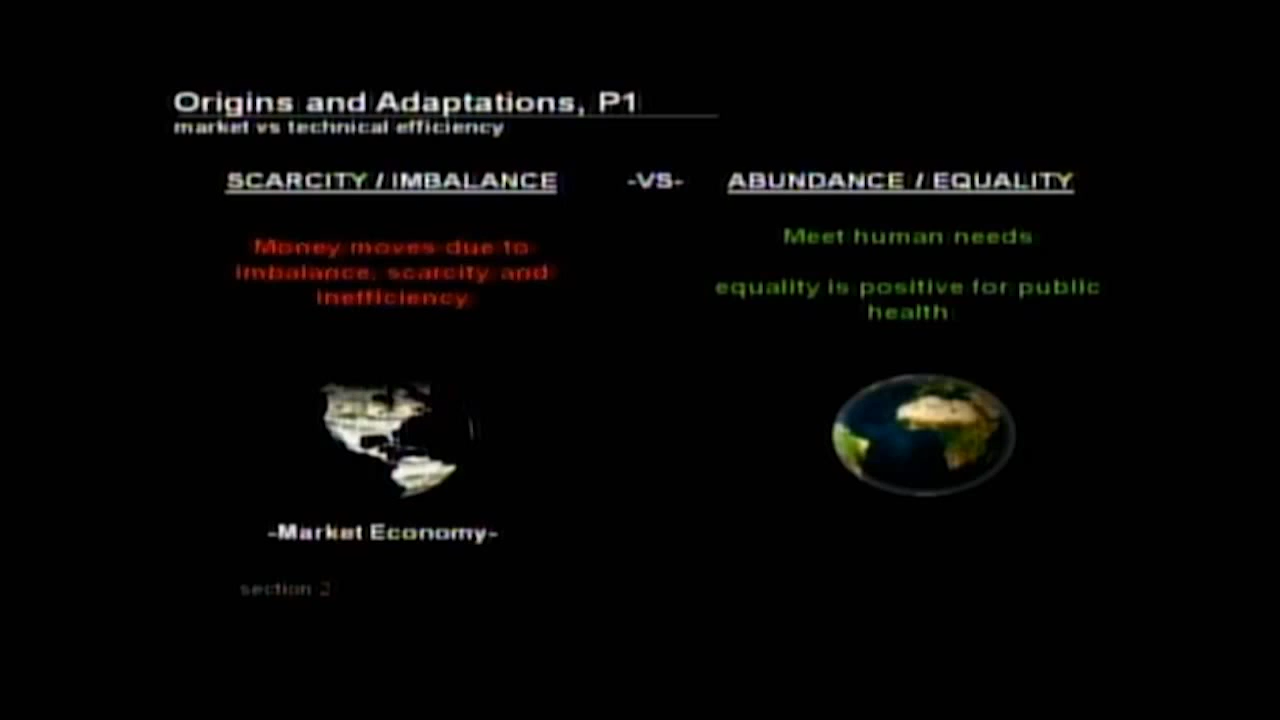 Origins and Adaptations, P1
market vs technical efficiency
SCARCITY / IMBALANCE -VS- ABUNDANCE / EQUALITY
Money moves due to
imbalance, scarcity and
inefficiency
Meet human needs
equality is positive for public
health
-Market Economy-
section 2